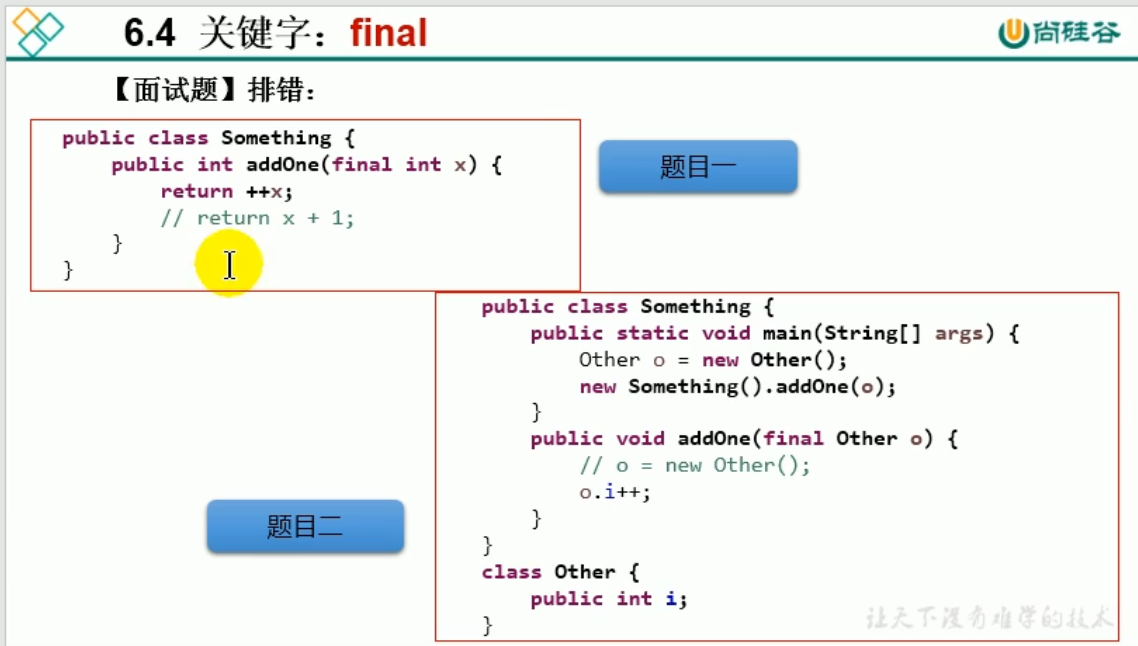 6.4 关键字：final
尚硅谷
【面试题】排错：
public class Something {
public int addOne(final int x) {
return ++x;
// return x + 1;
}
}
题目一
public class Something {
public static void main(String[] args) {
Other o = new Other();
new Something().addOne(o);
}
public void addOne(final Other o) {
// o = new Other();
o.i++;
}
}
class Other {
public int i;
}
题目二
让天下没有难学的技术